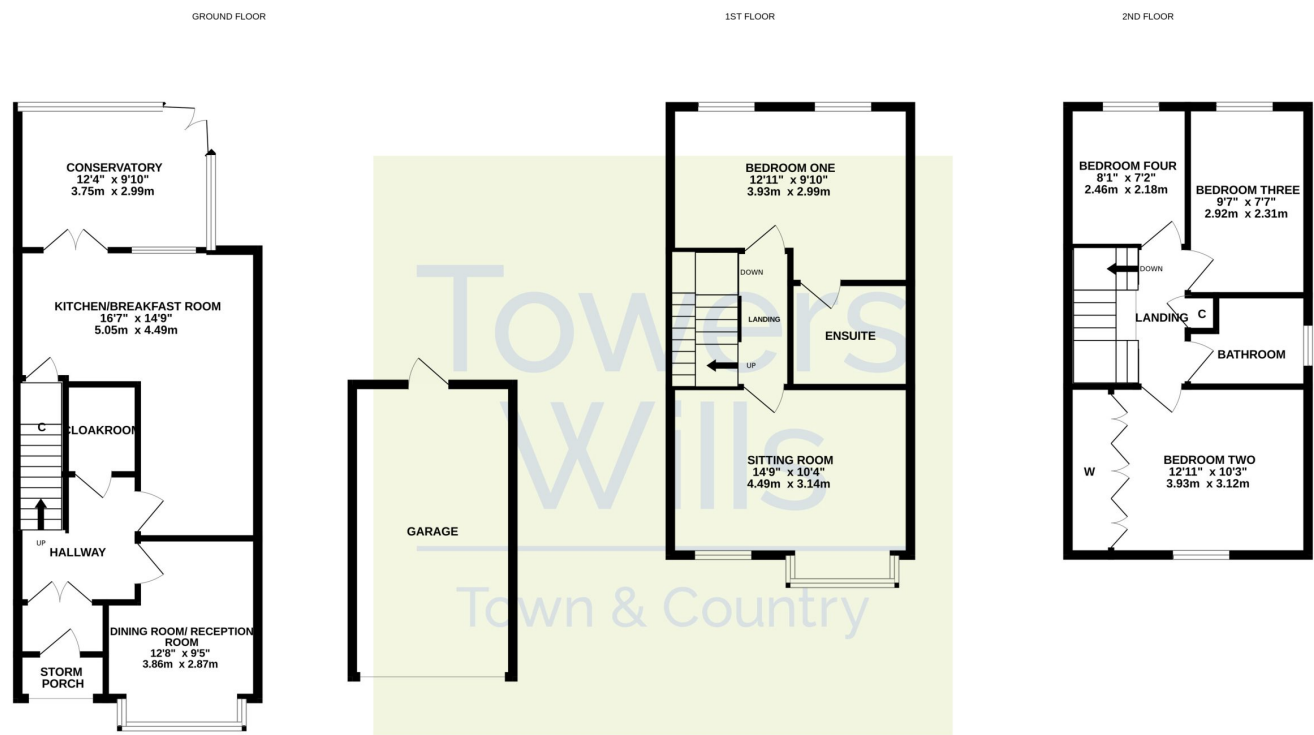 GROUND FLOOR
1ST FLOOR
2ND FLOOR
CONSERVATORY
12'4" x 9'10"
3.75m x 2.99m
KITCHEN/BREAKFAST ROOM
16'7" x 14'9"
5.05m x 4.49m
C
CLOAKROOM
UP
HALLWAY
DINING ROOM/ RECEPTION
ROOM
12'8" x 9'5"
3.86m x 2.87m
STORM
PORCH
GARAGE
BEDROOM ONE
12'11" x 9'10"
3.93m x 2.99m
DOWN
LANDING
UP
ENSUITE
SITTING ROOM
14'9" x 10'4"
4.49m x 3.14m
Towers
Wills
Town & Country
BEDROOM FOUR
8'1" x 7'2"
2.46m x 2.18m
BEDROOM THREE
9'7" x 7'7"
2.92m x 2.31m
DOWN
LANDING
C
BATHROOM
W
BEDROOM TWO
12'11" x 10'3"
3.93m x 3.12m